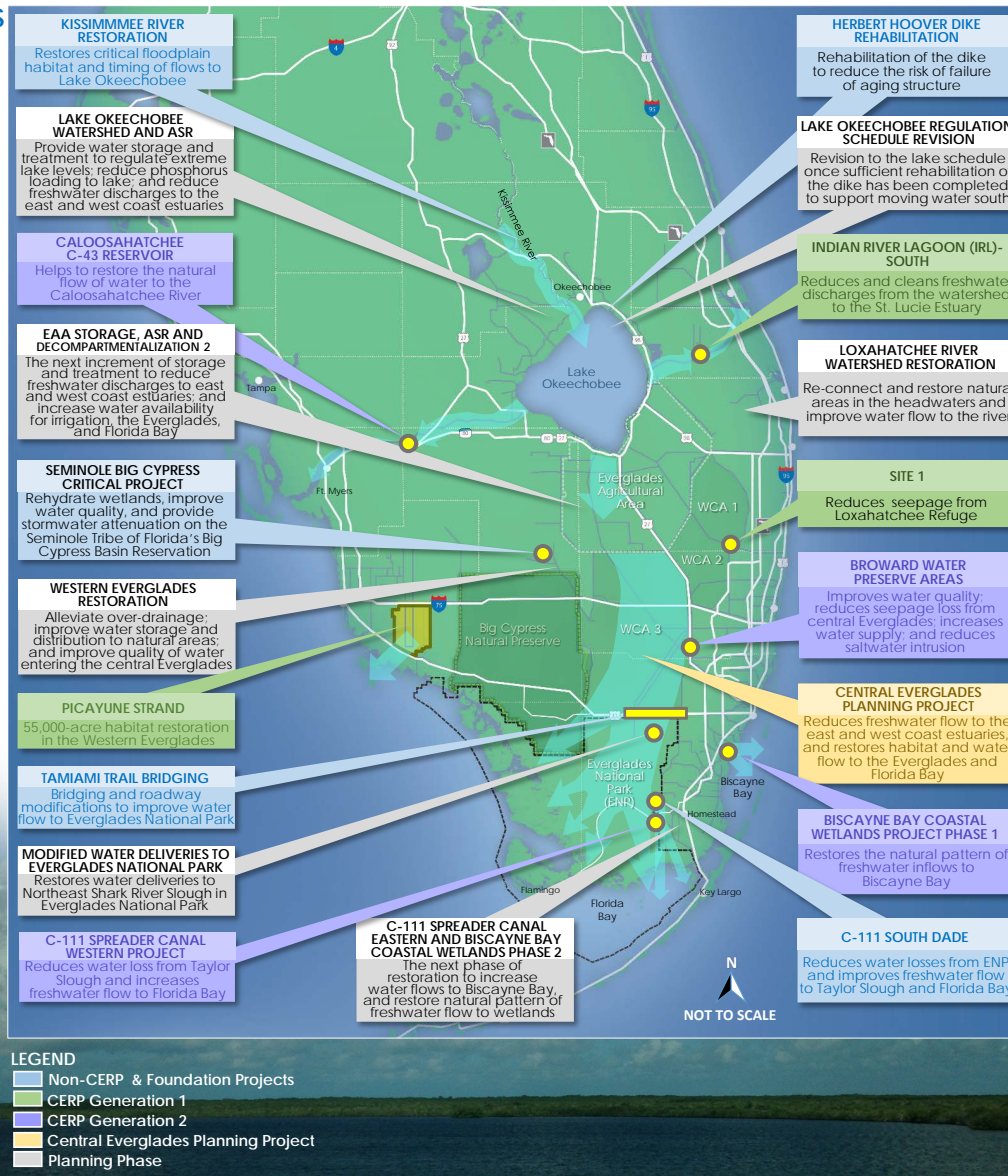 S
KISSIMMMEE RIVER
RESTORATION
Restores critical floodplain
habitat and timing of flows to
Lake Okeechobee
LAKE OKEECHOBEE
WATERSHED AND ASR
Provide water storage and
treatment to regulate extreme
lake levels; reduce phosphorus
loading to lake; and reduce
freshwater discharges to the
east and west coast estuaries
CALOOSAHATCHEE
C-43 RESERVOIR
Helps to restore the natural
flow of water to the
Caloosahatchee River
EAA STORAGE, ASR AND
DECOMPARTMENTALIZATION 2
The next increment of storage
and treatment to reduce
freshwater discharges to east
and west coast estuaries; and
increase water availability
for irrigation, the Everglades,
and Florida Bay
SEMINOLE BIG CYPRESS
CRITICAL PROJECT
Rehydrate wetlands, improve
water quality, and provide
stormwater attenuation on the
Seminole Tribe of Florida's Big
Cypress Basin Reservation
WESTERN EVERGLADES
RESTORATION
Alleviate over-drainage;
improve water storage and
distribution to natural areas;
and improve quality of water
entering the central Everglades
PICAYUNE STRAND
55,000-acre habitat restoration
in the Western Everglades
TAMIAMI TRAIL BRIDGING
Bridging and roadway
modifications to improve water
flow to Everglades National Park
MODIFIED WATER DELIVERIES TO
EVERGLADES NATIONAL PARK
Restores water deliveries to
Northeast Shark River Slough in
Everglades National Park
C-111 SPREADER CANAL
WESTERN PROJECT
Reduces water loss from Taylor
Slough and increases
freshwater flow to Florida Bay
4
92
95
Kissimmee River
Okeechobee
98
27
Tampa
Lake
Okeechobee
80
27
98
95
Ft. Myers
Everglades
Agricultural
Area
WCA 1
27
WCA 2
75
Big Cypress
Natural Preserve
WCA 3
Everglades
National
Park
(ENP)
Biscayne
Bay
Homestead
Flamingo
Key Largo
Florida
Bay
C-111 SPREADER CANAL
EASTERN AND BISCAYNE BAY
COASTAL WETLANDS PHASE 2
The next phase of
restoration to increase
water flows to Biscayne Bay,
and restore natural pattern of
freshwater flow to wetlands
N
NOT TO SCALE
HERBERT HOOVER DIKE
REHABILITATION
Rehabilitation of the dike
to reduce the risk of failure
of aging structure
LAKE OKEECHOBEE REGULATION
SCHEDULE REVISION
Revision to the lake schedule
once sufficient rehabilitation o
the dike has been completed
to support moving water south
INDIAN RIVER LAGOON (IRL)-
SOUTH
Reduces and cleans freshwate
discharges from the watershed
to the St. Lucie Estuary
LOXAHATCHEE RIVER
WATERSHED RESTORATION
Re-connect and restore natura
areas in the headwaters and
improve water flow to the river
SITE 1
Reduces seepage from
Loxahatchee Refuge
BROWARD WATER
PRESERVE AREAS
Improves water quality;
reduces seepage loss from
central Everglades; increases
water supply; and reduces
saltwater intrusion
CENTRAL EVERGLADES
PLANNING PROJECT
Reduces freshwater flow to the
east and west coast estuaries,
and restores habitat and wate
flow to the Everglades and
Florida Bay
BISCAYNE BAY COASTAL
WETLANDS PROJECT PHASE 1
Restores the natural pattern of
freshwater inflows to
Biscayne Bay
C-111 SOUTH DADE
Reduces water losses from ENP
and improves freshwater flow
to Taylor Slough and Florida Bay
LEGEND
Non-CERP & Foundation Projects
CERP Generation 1
CERP Generation 2
Central Everglades Planning Project
Planning Phase